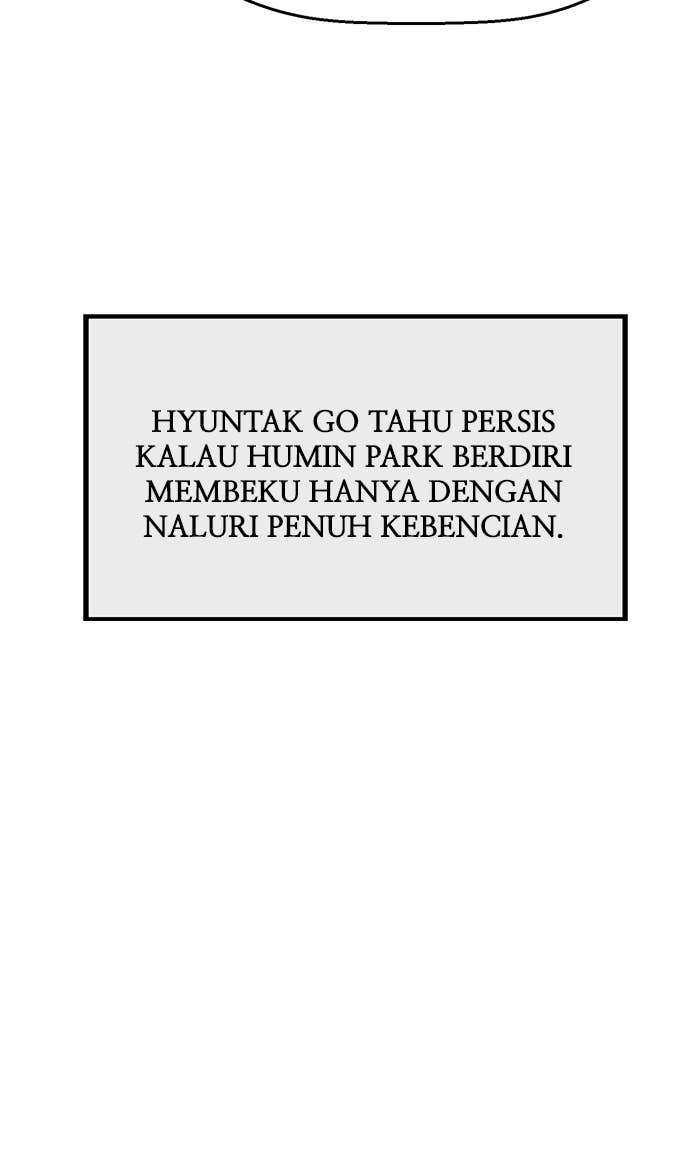 HYUNTAK GO TAHU PERSIS
KALAU HUMIN PARK BERDIRI
MEMBEKU HANYA DENGAN
NALURI PENUH KEBENCIAN.